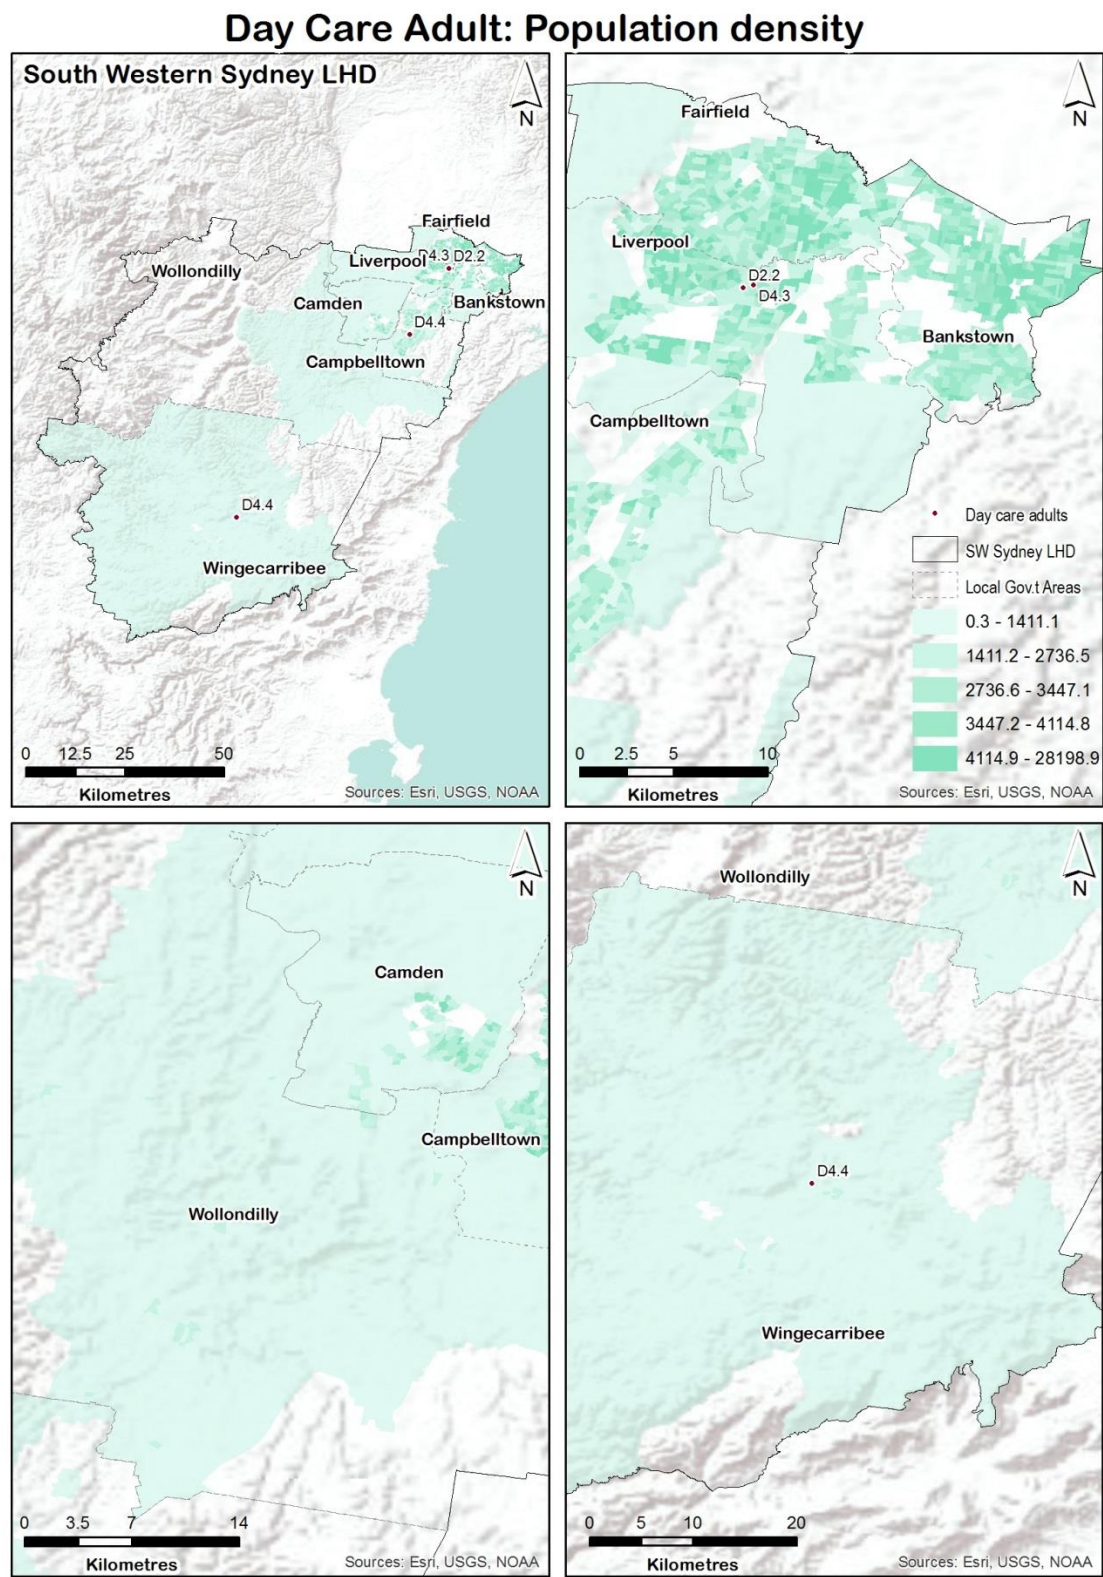 Day Care Adult: Population density
South Western Sydney LHD
N
Fairfield
Liverpool
D4.3 D2.2
Wollondilly
Camden
Bankstown
D4.4
Campbelltown
D4.4
Wingecarribee
0 12.5 25 50
Kilometres
Sources: Esri, USGS, NOAA
N
Fairfield
Liverpool
D2.2
D4.3
Bankstown
Campbelltown
Day care adults
SW Sydney LHD
Local Gov.t Areas
0.3 - 1411.1
1411.2 - 2736.5
2736.6 - 3447.1
3447.2 - 4114.8
4114.9 - 28198.9
0 2.5 5 10
Kilometres
Sources: Esri, USGS, NOAA
N
Camden
Campbelltown
Wollondilly
0 3.5 7 14
Kilometres
Sources: Esri, USGS, NOAA
N
Wollondilly
D4.4
Wingecarribee
0 5 10 20
Kilometres
Sources: Esri, USGS, NOAA